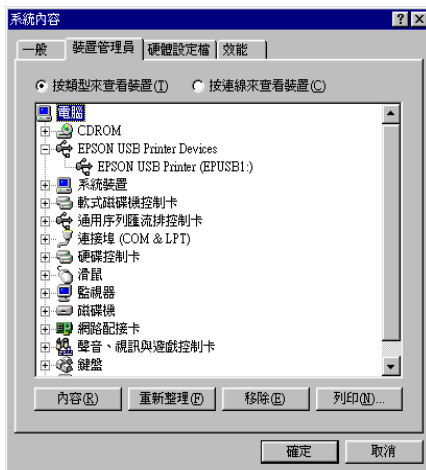 系統內容
一般 裝置管理員 硬體設定檔 效能
按類型來查看裝置(T) 按連線來查看裝置(C)
電腦
CDROM
EPSON USB Printer Devices
EPSON USB Printer (EPUSB1:)
系統裝置
軟式磁碟機控制卡
通用序列匯流排控制卡
連接埠 (COM & LPT)
硬碟控制卡
滑鼠
監視器
磁碟機
網路配接卡
聲音、視訊與遊戲控制卡
鍵盤
內容(R) 重新整理(F) 移除(E) 列印(N)...
確定 取消